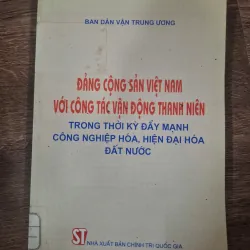 BAN DÂN VẬN TRUNG ƯƠNG
ĐẢNG CỘNG SẢN VIỆT NAM
VỚI CÔNG TÁC VẬN ĐỘNG THANH NIÊN
TRONG THỜI KỲ ĐẨY MẠNH
CÔNG NGHIỆP HÓA, HIỆN ĐẠI HÓA
ĐẤT NƯỚC
ST NHÀ XUẤT BẢN CHÍNH TRỊ QUỐC GIA